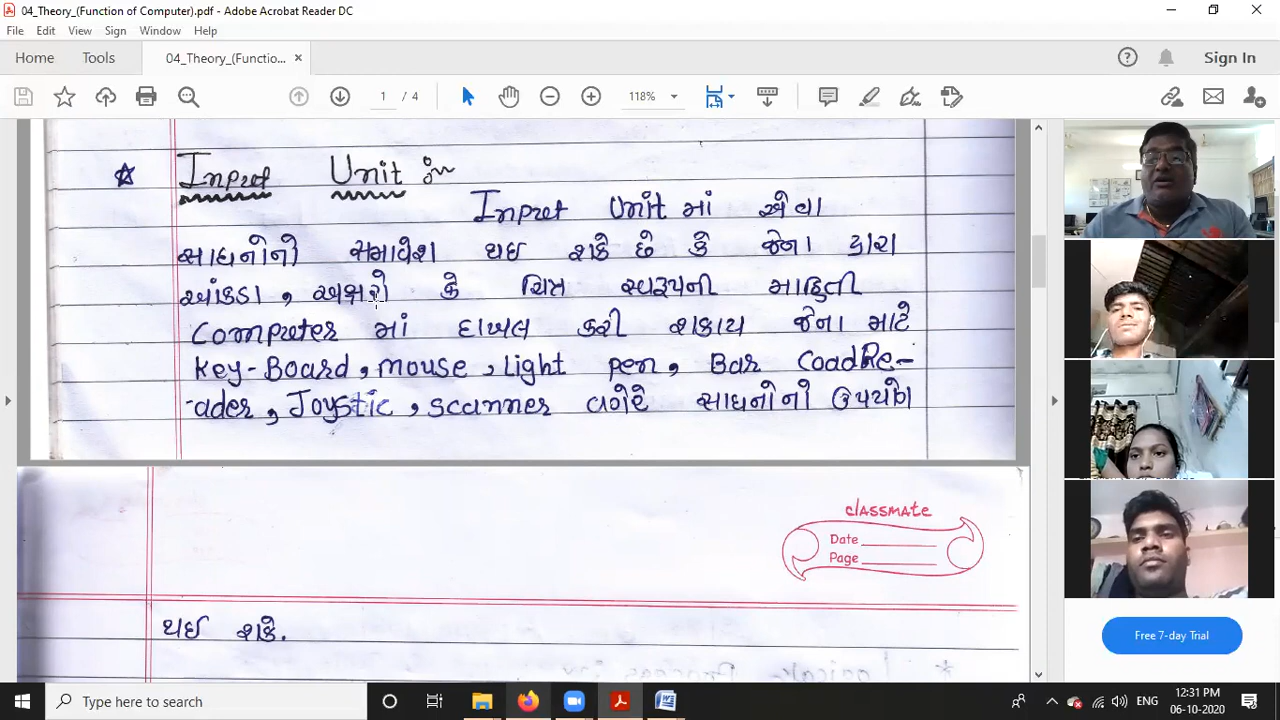 04_Theory_(Function of Computer).pdf - Adobe Acrobat Reader DC
File Edit View Sign Window Help
Home Tools 04_Theory_(Functio... ×
Sign In
1 / 4 118%
Input Unit :-
Input Unit માં એવા
સાધનોનો સમાવેશ થઇ શકે છે કે જેના દ્વારા
આંકડા, અક્ષરો કે ચિત્ર સ્વરૂપની માહિતી
Computer માં દાખલ કરી શકાય જેના માટે
Key-Board, mouse, Light pen, Bar CoadRe-
-ader, Joystic, scanner વગેરે સાધનોનો ઉપયોગ
classmate
Date
Page
થઇ શકે.
Free 7-day Trial
Type here to search
ENG
12:31 PM
06-10-2020